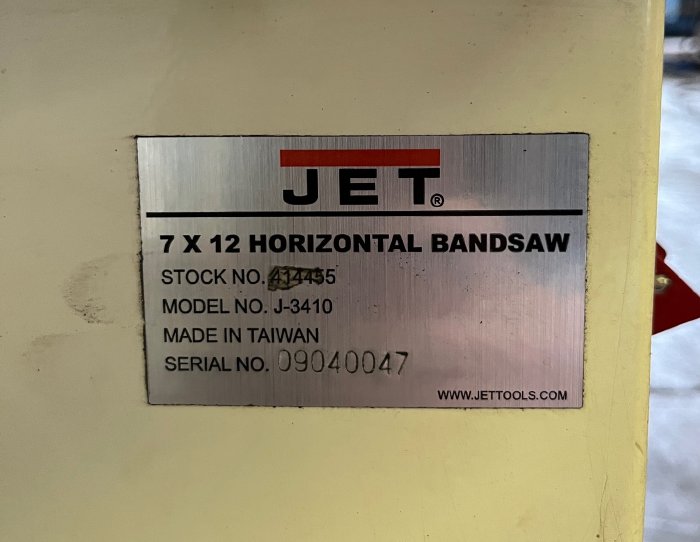 JET®
7 X 12 HORIZONTAL BANDSAW
STOCK NO. 414455
MODEL NO. J-3410
MADE IN TAIWAN
SERIAL NO. 09040047
WWW.JETTOOLS.COM